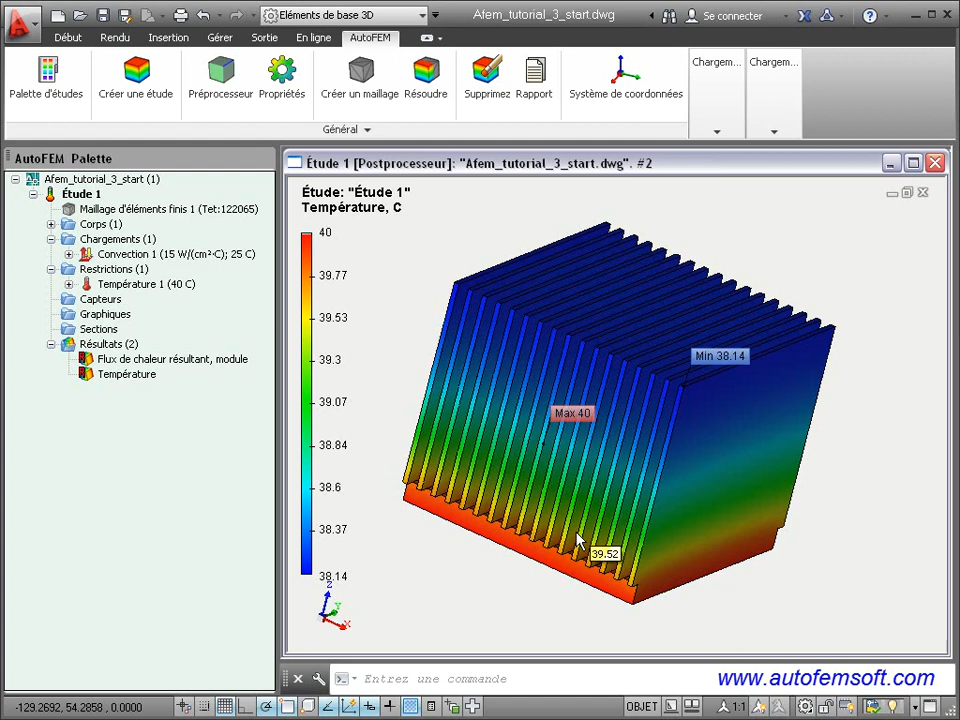 Eléments de base 3D
Afem_tutorial_3_start.dwg
Se connecter
Début
Rendu
Insertion
Gérer
Sortie
En ligne
AutoFEM
Palette d'études
Créer une étude
Préprocesseur
Propriétés
Créer un maillage
Résoudre
Supprimez
Rapport
Système de coordonnées
Chargem...
Chargem...
Général
AutoFEM Palette
Afem_tutorial_3_start (1)
Étude 1
Maillage d'éléments finis 1 (Tet:122065)
Corps (1)
Chargements (1)
Convection 1 (15 W/(cm²·C); 25 C)
Restrictions (1)
Température 1 (40 C)
Capteurs
Graphiques
Sections
Résultats (2)
Flux de chaleur résultant, module
Température
Étude 1 [Postprocesseur]: "Afem_tutorial_3_start.dwg". #2
Étude: "Étude 1"
Température, C
40
39.77
39.53
39.3
39.07
38.84
38.6
38.37
38.14
Min 38.14
Max 40
39.52
Z
Y
X
Entrez une commande
www.autofemsoft.com
-129.2692, 54.2858, 0.0000
OBJET
1:1